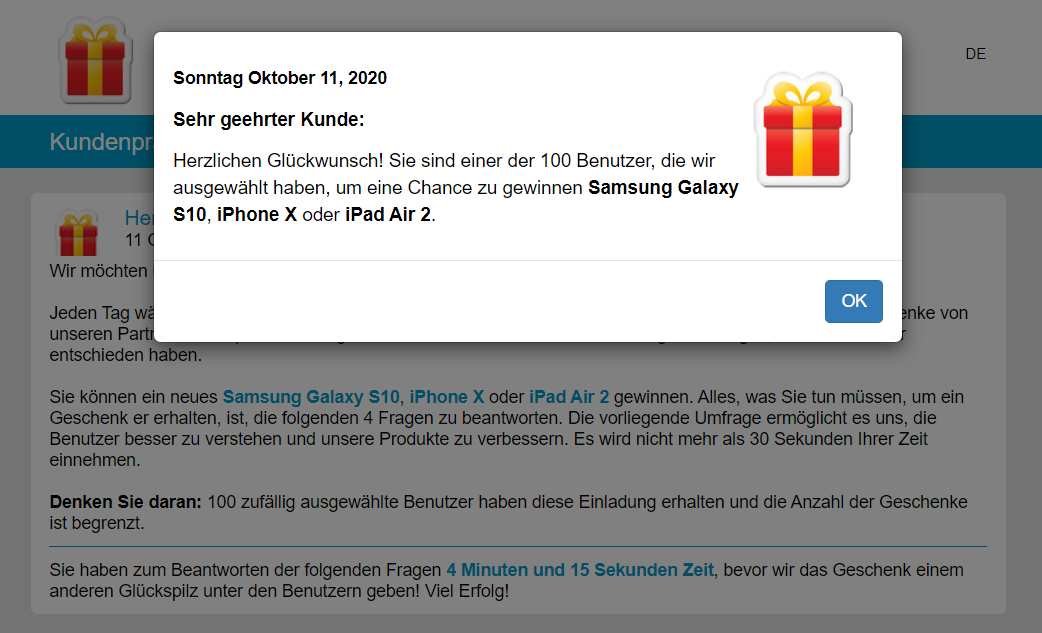 DE
Kundenpr
Sonntag Oktober 11, 2020
Sehr geehrter Kunde:
Herzlichen Glückwunsch! Sie sind einer der 100 Benutzer, die wir
ausgewählt haben, um eine Chance zu gewinnen Samsung Galaxy
S10, iPhone X oder iPad Air 2.
OK
11
Wir möchten
Jeden Tag
von
unseren
entschieden haben.
Sie können ein neues Samsung Galaxy S10, iPhone X oder iPad Air 2 gewinnen. Alles, was Sie tun müssen, um ein
Geschenk er erhalten, ist, die folgenden 4 Fragen zu beantworten. Die vorliegende Umfrage ermöglicht es uns, die
Benutzer besser zu verstehen und unsere Produkte zu verbessern. Es wird nicht mehr als 30 Sekunden Ihrer Zeit
einnehmen.
Denken Sie daran: 100 zufällig ausgewählte Benutzer haben diese Einladung erhalten und die Anzahl der Geschenke
ist begrenzt.
Sie haben zum Beantworten der folgenden Fragen 4 Minuten und 15 Sekunden Zeit, bevor wir das Geschenk einem
anderen Glückspilz unter den Benutzern geben! Viel Erfolg!